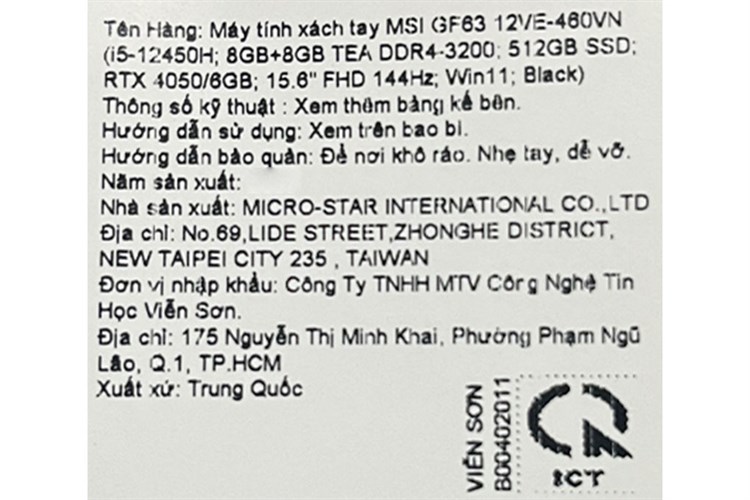 Tên Hàng: Máy tính xách tay MSI GF63 12VE-460VN
(i5-12450H; 8GB+8GB TEA DDR4-3200; 512GB SSD;
RTX 4050/6GB; 15.6" FHD 144Hz; Win11; Black)
Thông số kỹ thuật : Xem thêm bảng kế bên.
Hướng dẫn sử dụng: Xem trên bao bì.
Hướng dẫn bảo quản: Để nơi khô ráo. Nhẹ tay, dễ vỡ.
Năm sản xuất:
Nhà sản xuất: MICRO-STAR INTERNATIONAL CO.,LTD
Địa chỉ: No.69,LIDE STREET,ZHONGHE DISTRICT,
NEW TAIPEI CITY 235 , TAIWAN
Đơn vị nhập khẩu: Công Ty TNHH MTV Công Nghệ Tin
Học Viễn Sơn.
Địa chỉ: 175 Nguyễn Thị Minh Khai, Phường Phạm Ngũ
Lão, Q.1, TP.HCM
Xuất xứ: Trung Quốc
VIỄN SƠN
B00402011
ICT